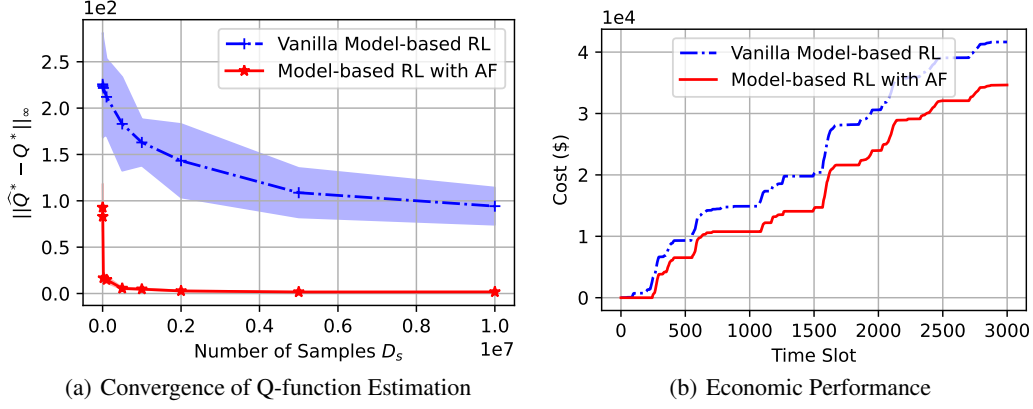 1e2
Vanilla Model-based RL
Model-based RL with AF
2.5
2.0
1.5
1.0
0.5
0.0
||Q̂* − Q*||∞
0.0 0.2 0.4 0.6 0.8 1.0
Number of Samples Ds
1e7
(a) Convergence of Q-function Estimation
1e4
Vanilla Model-based RL
Model-based RL with AF
4
3
2
1
0
Cost ($)
0 500 1000 1500 2000 2500 3000
Time Slot
(b) Economic Performance